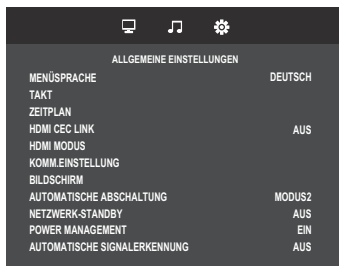 ALLGEMEINE EINSTELLUNGEN
MENÜSPRACHE DEUTSCH
TAKT
ZEITPLAN
HDMI CEC LINK AUS
HDMI MODUS
KOMM.EINSTELLUNG
BILDSCHIRM
AUTOMATISCHE ABSCHALTUNG MODUS2
NETZWERK-STANDBY AUS
POWER MANAGEMENT EIN
AUTOMATISCHE SIGNALERKENNUNG AUS